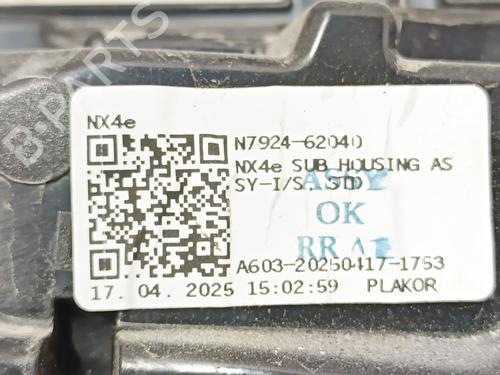 B-PARTS
NX4e
N7924-62040
NX4e SUB HOUSING AS
SY-I/S STD
ASSY
OK
RR
A603-20250417-1753
17. 04. 2025 15:02:59 PLAKOR